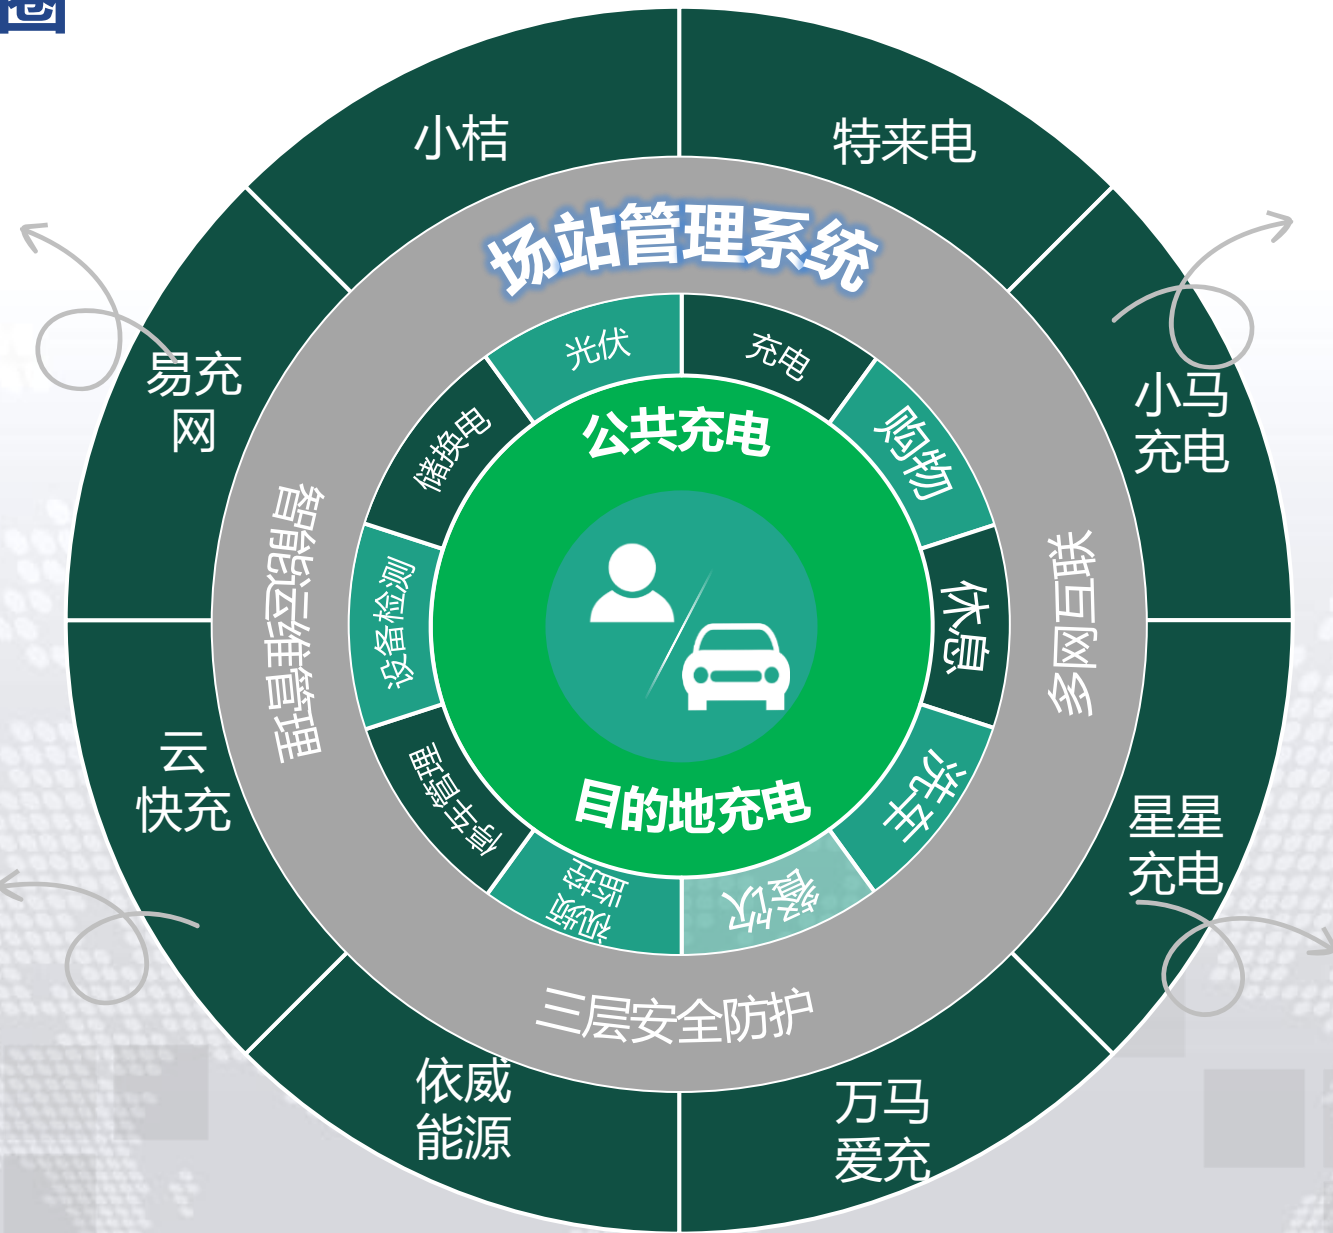 圈
小桔
特来电
易充
网
小马
充电
云
快充
星星
充电
依威
能源
万马
爱充
场站管理系统
智能运维管理
多网互联
三层安全防护
光伏
充电
储换电
购物
设备检测
休息
停车管理
洗车
视频
监控
餐饮
公共充电
目的地充电